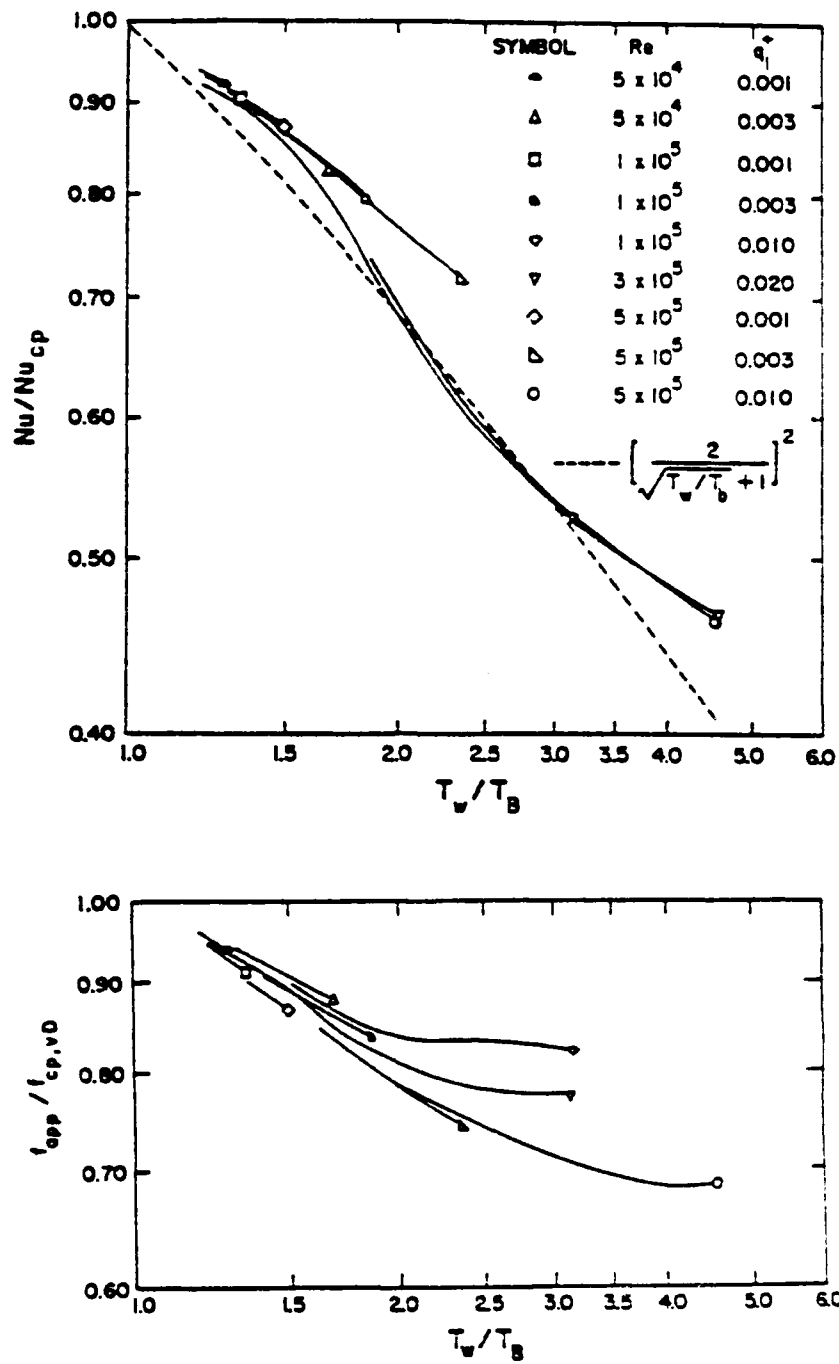 SYMBOL Re q₁⁺
5 x 10⁴ 0.001
5 x 10⁴ 0.003
1 x 10⁵ 0.001
1 x 10⁵ 0.003
1 x 10⁵ 0.010
3 x 10⁵ 0.020
5 x 10⁵ 0.001
5 x 10⁵ 0.003
5 x 10⁵ 0.010
[2 / (√(T_w/T_b) + 1)]²
Nu/Nu_cp
1.00
0.90
0.80
0.70
0.60
0.50
0.40
1.0 1.5 2.0 2.5 3.0 3.5 4.0 5.0 6.0
T_w/T_B
f_app/f_cp,vD
1.00
0.90
0.80
0.70
0.60
1.0 1.5 2.0 2.5 3.0 3.5 4.0 5.0 6.0
T_w/T_B